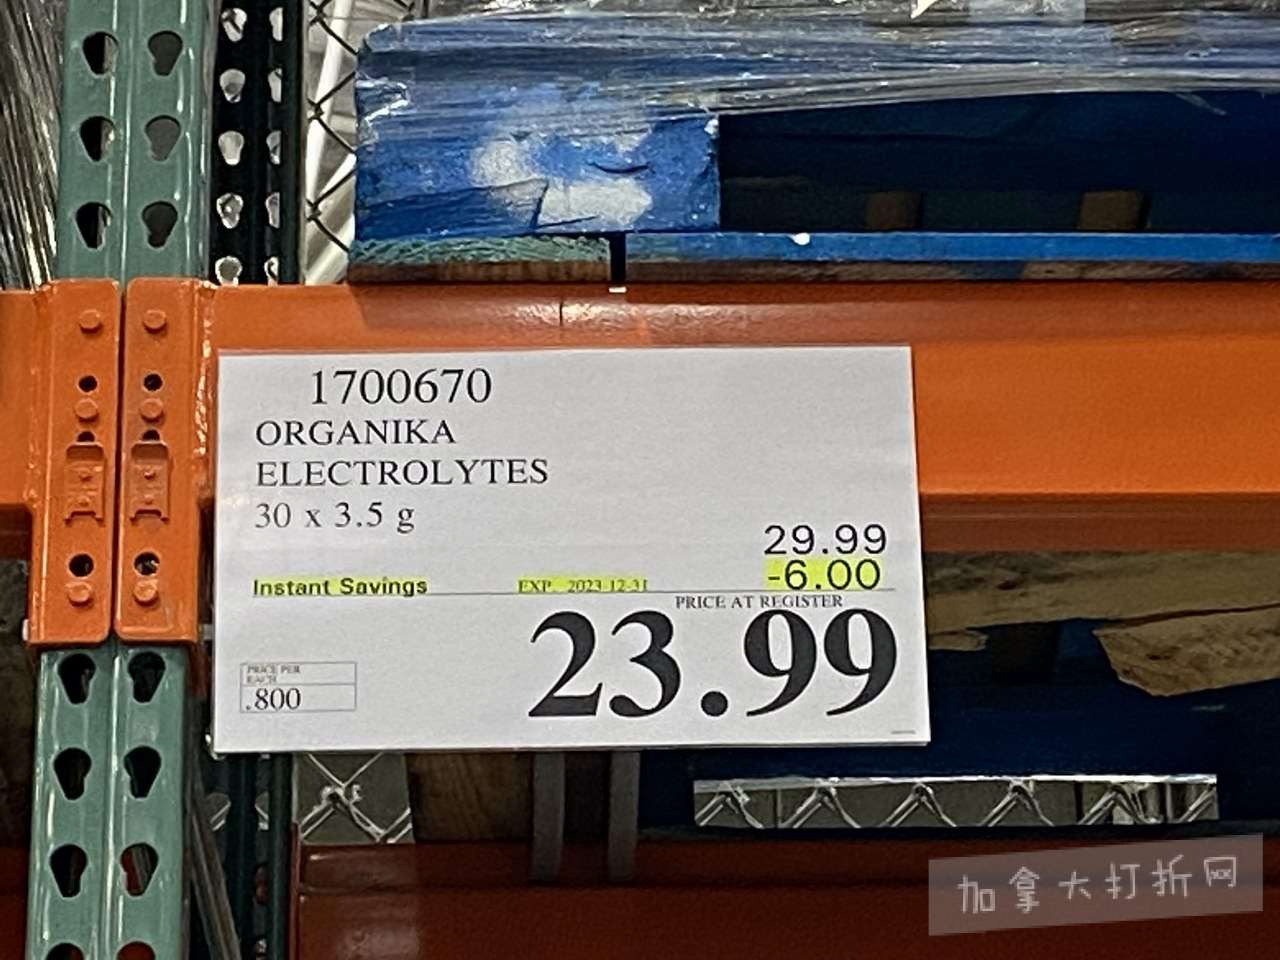 1700670
ORGANIKA
ELECTROLYTES
30 x 3.5 g
29.99
Instant Savings EXP. 2023-12-31 -6.00
PRICE AT REGISTER
23.99
PRICE PER
EACH
.800
加拿大打折网